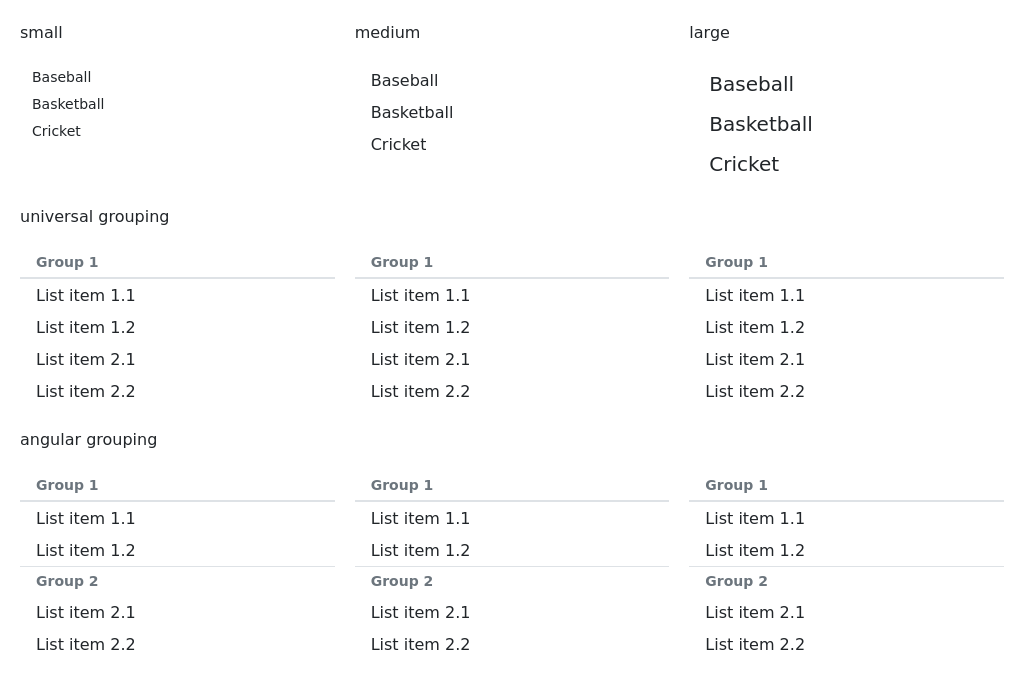 small medium large
Baseball Baseball Baseball
Basketball Basketball Basketball
Cricket Cricket Cricket
universal grouping
Group 1 Group 1 Group 1
List item 1.1 List item 1.1 List item 1.1
List item 1.2 List item 1.2 List item 1.2
List item 2.1 List item 2.1 List item 2.1
List item 2.2 List item 2.2 List item 2.2
angular grouping
Group 1 Group 1 Group 1
List item 1.1 List item 1.1 List item 1.1
List item 1.2 List item 1.2 List item 1.2
Group 2 Group 2 Group 2
List item 2.1 List item 2.1 List item 2.1
List item 2.2 List item 2.2 List item 2.2